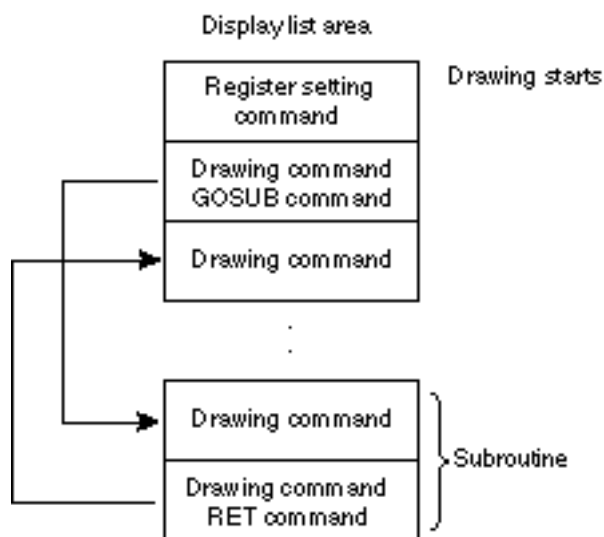 Display list area
Register setting
command
Drawing starts
Drawing command
GOSUB command
Drawing command
Drawing command
Drawing command
RET command
Subroutine